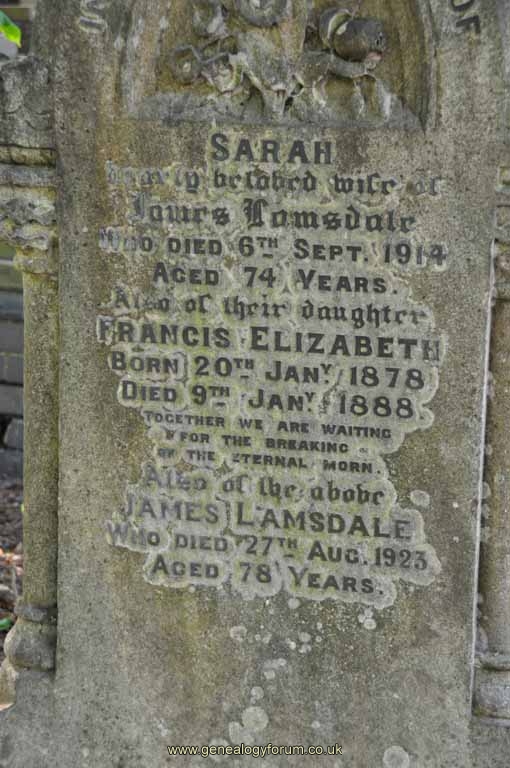 OF
SARAH
dearly beloved wife of
James Lamsdale
WHO DIED 6TH SEPT. 1914
AGED 74 YEARS.
Also of their daughter
FRANCIS ELIZABETH
BORN 20TH JANY 1878
DIED 9TH JANY 1888
TOGETHER WE ARE WAITING
FOR THE BREAKING
OF THE ETERNAL MORN.
Also of the above
JAMES LAMSDALE
WHO DIED 27TH AUG. 1923
AGED 78 YEARS.
www.genealogyforum.co.uk